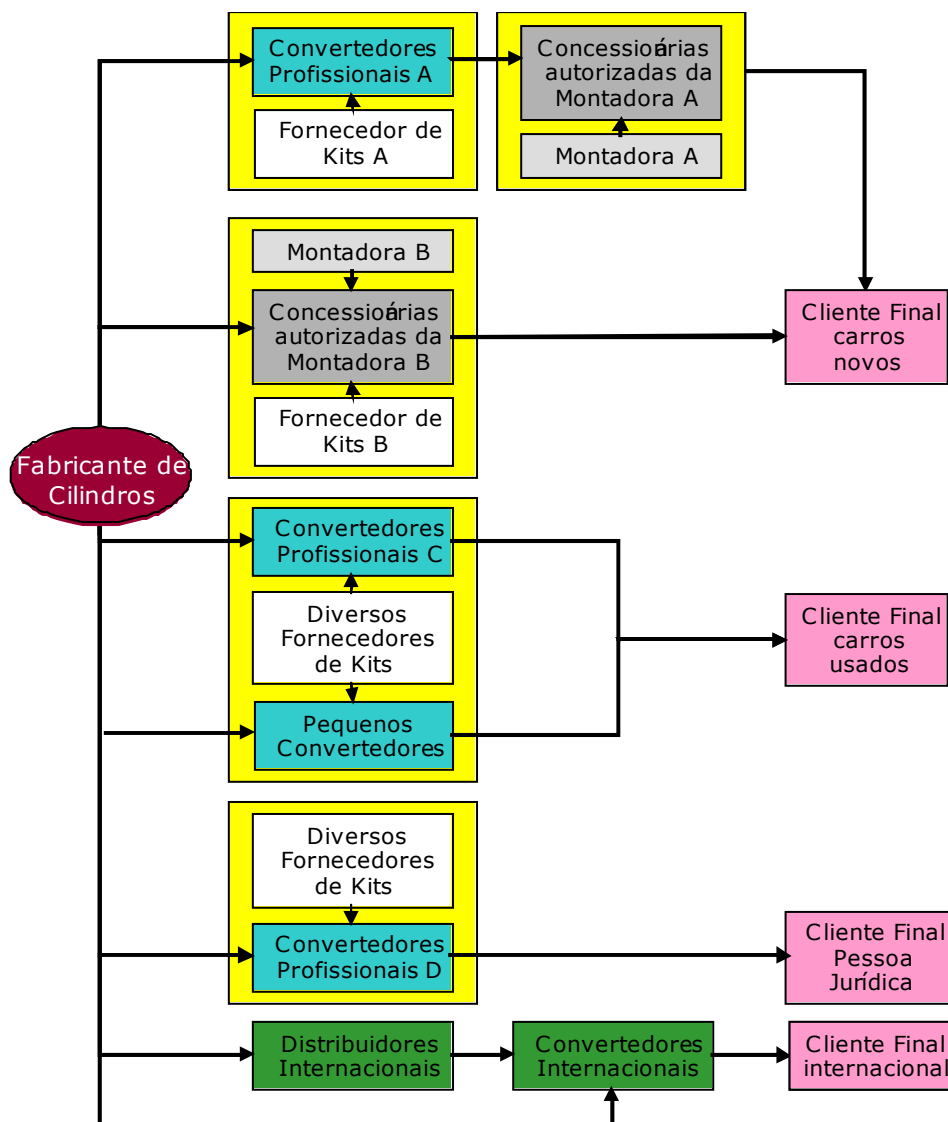 Convertedores
Profissionais A
Fornecedor de
Kits A
Concessionárias
autorizadas da
Montadora A
Montadora A
Montadora B
Concessionárias
autorizadas da
Montadora B
Fornecedor de
Kits B
Cliente Final
carros
novos
Fabricante de
Cilindros
Convertedores
Profissionais C
Diversos
Fornecedores
de Kits
Pequenos
Convertedores
Cliente Final
carros
usados
Diversos
Fornecedores
de Kits
Convertedores
Profissionais D
Cliente Final
Pessoa
Jurídica
Distribuidores
Internacionais
Convertedores
Internacionais
Cliente Final
internacional